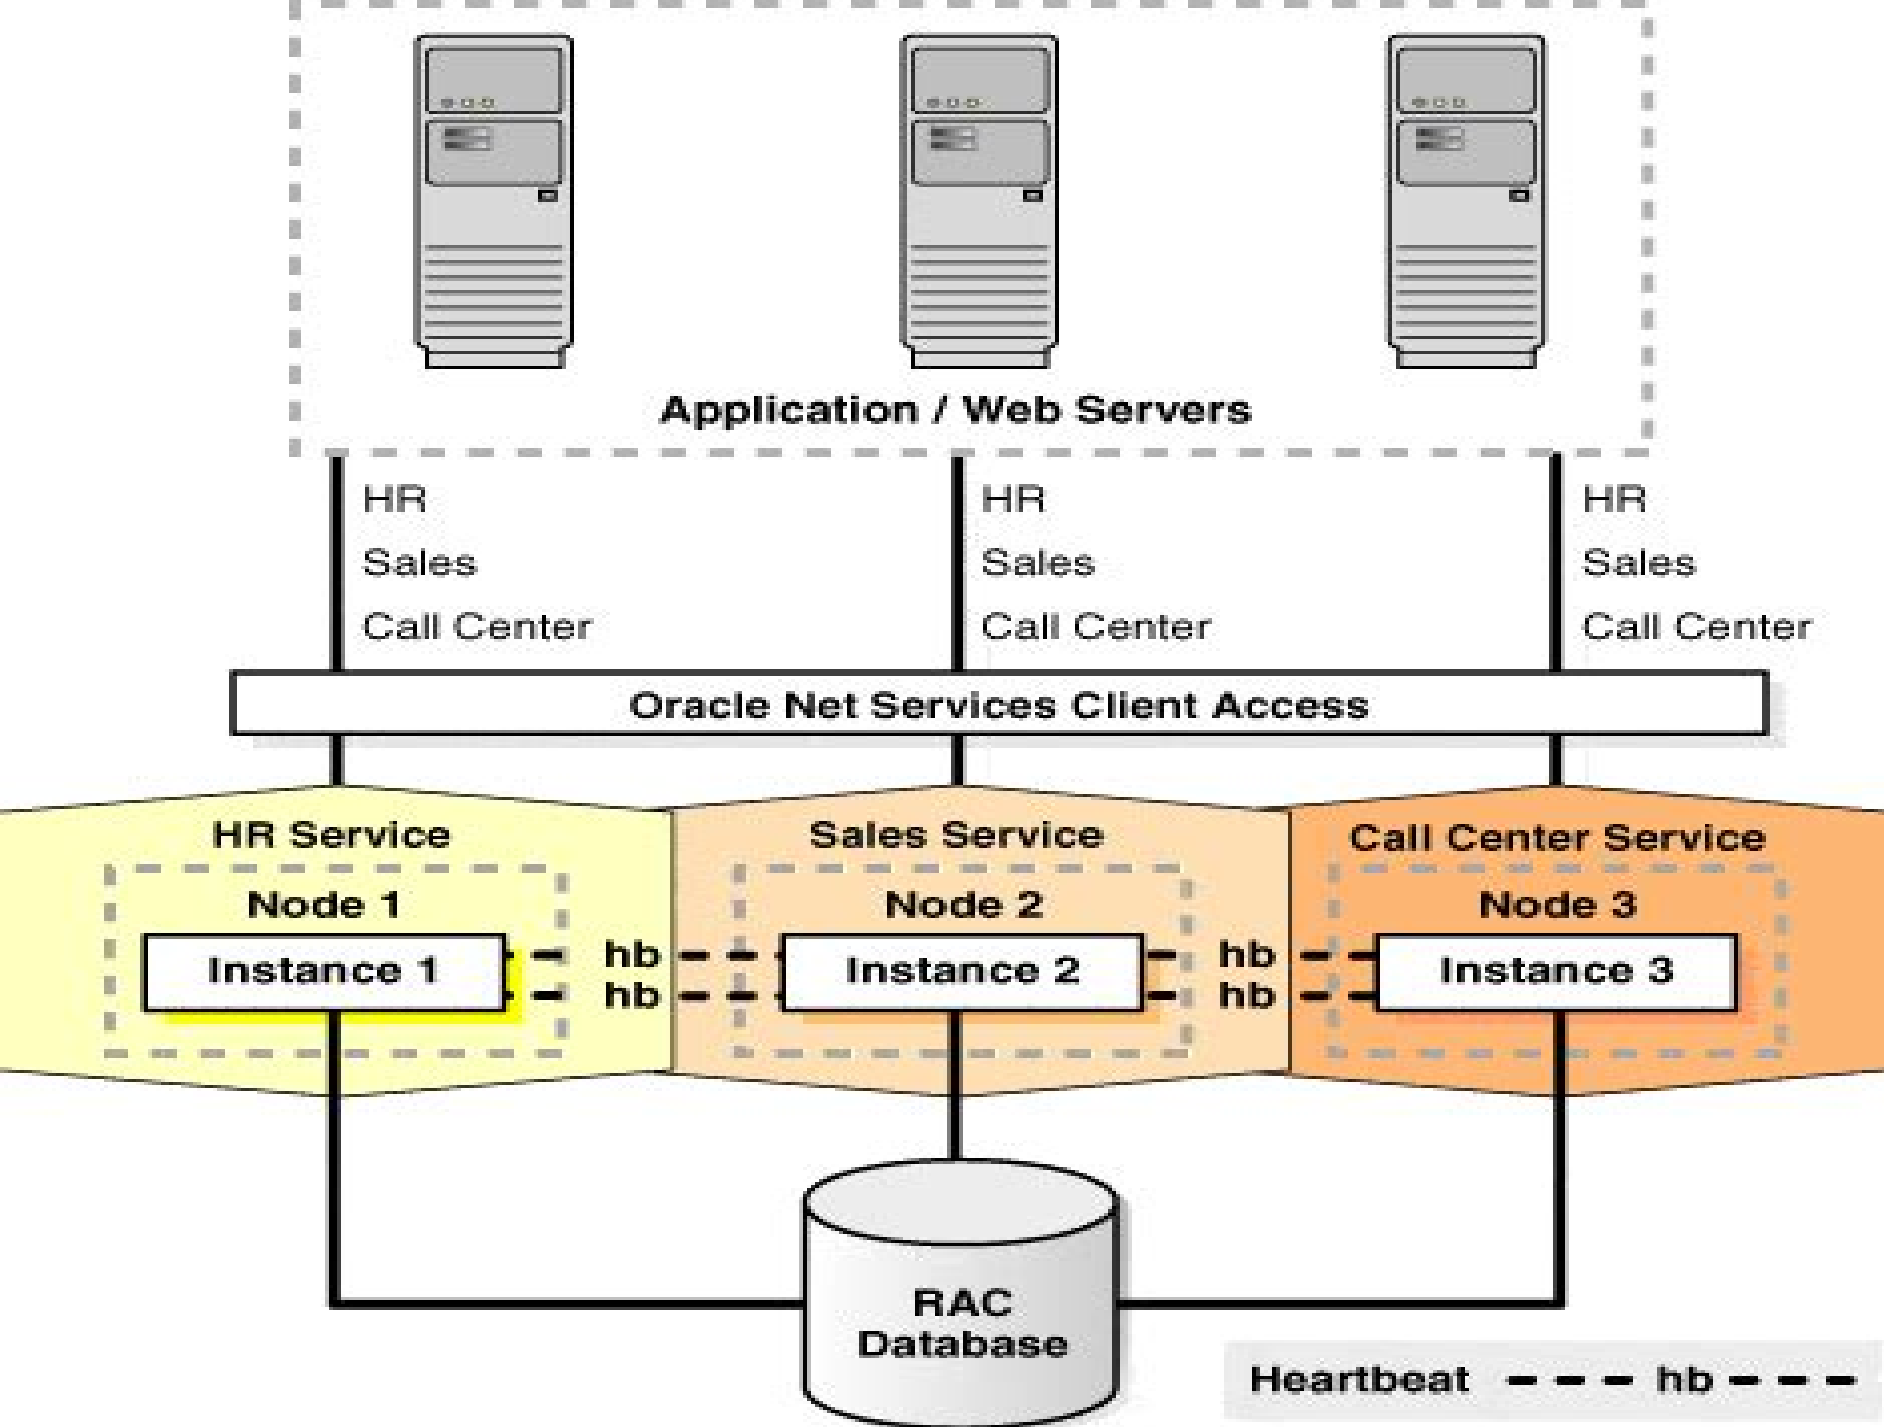 Application / Web Servers
HR
Sales
Call Center
HR
Sales
Call Center
HR
Sales
Call Center
Oracle Net Services Client Access
HR Service
Node 1
Instance 1
hb
hb
Sales Service
Node 2
Instance 2
hb
hb
Call Center Service
Node 3
Instance 3
RAC
Database
Heartbeat hb